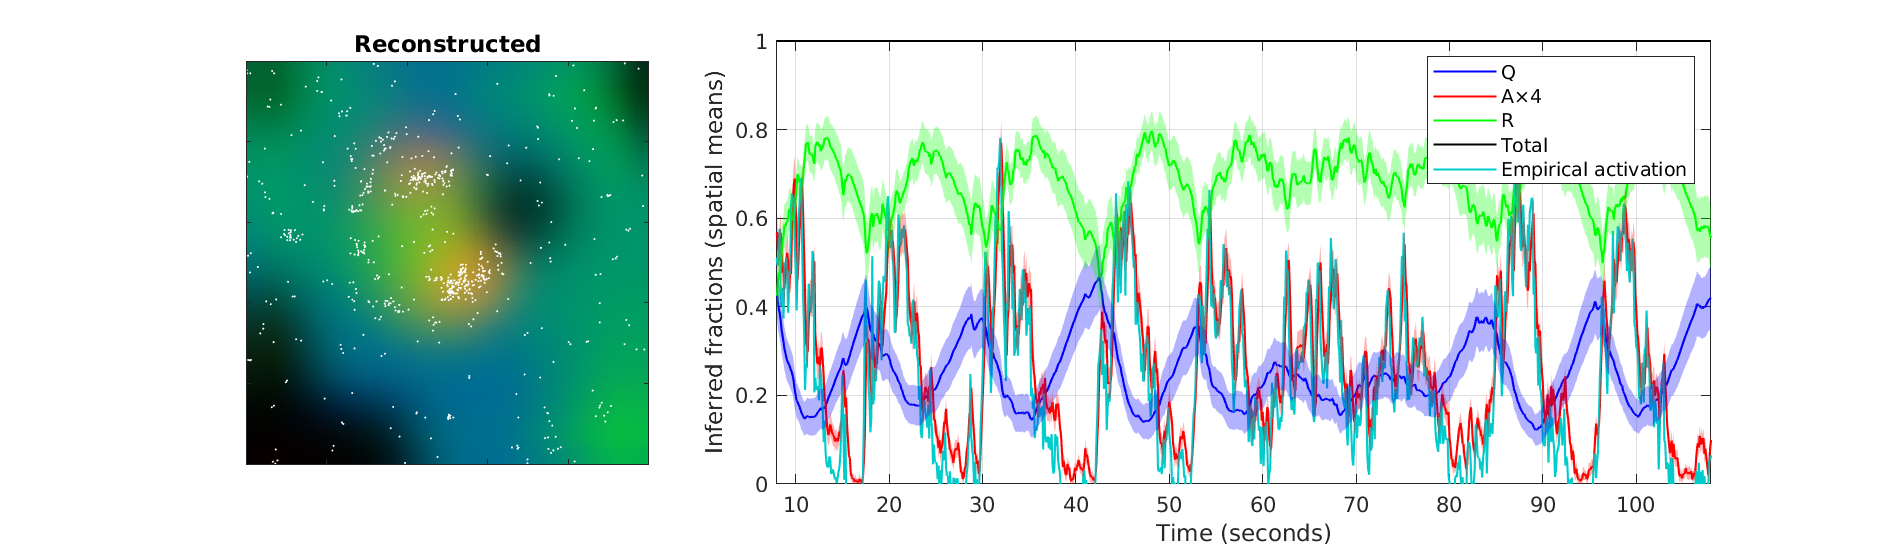 Reconstructed
Inferred fractions (spatial means)
1
0.8
0.6
0.4
0.2
0
10 20 30 40 50 60 70 80 90 100
Time (seconds)
Q
A×4
R
Total
Empirical activation